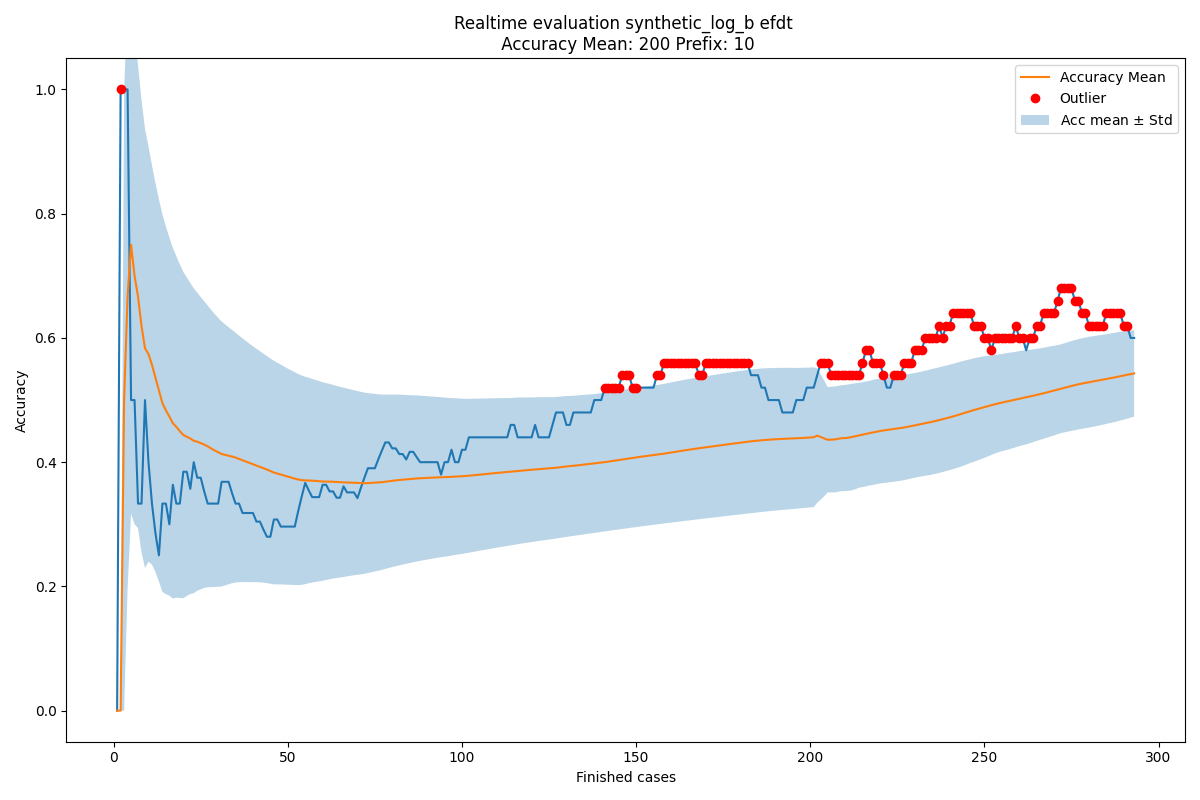 Realtime evaluation synthetic_log_b efdt
Accuracy Mean: 200 Prefix: 10
Accuracy Mean
Outlier
Acc mean ± Std
Accuracy
1.0
0.8
0.6
0.4
0.2
0.0
0
50
100
150
200
250
300
Finished cases